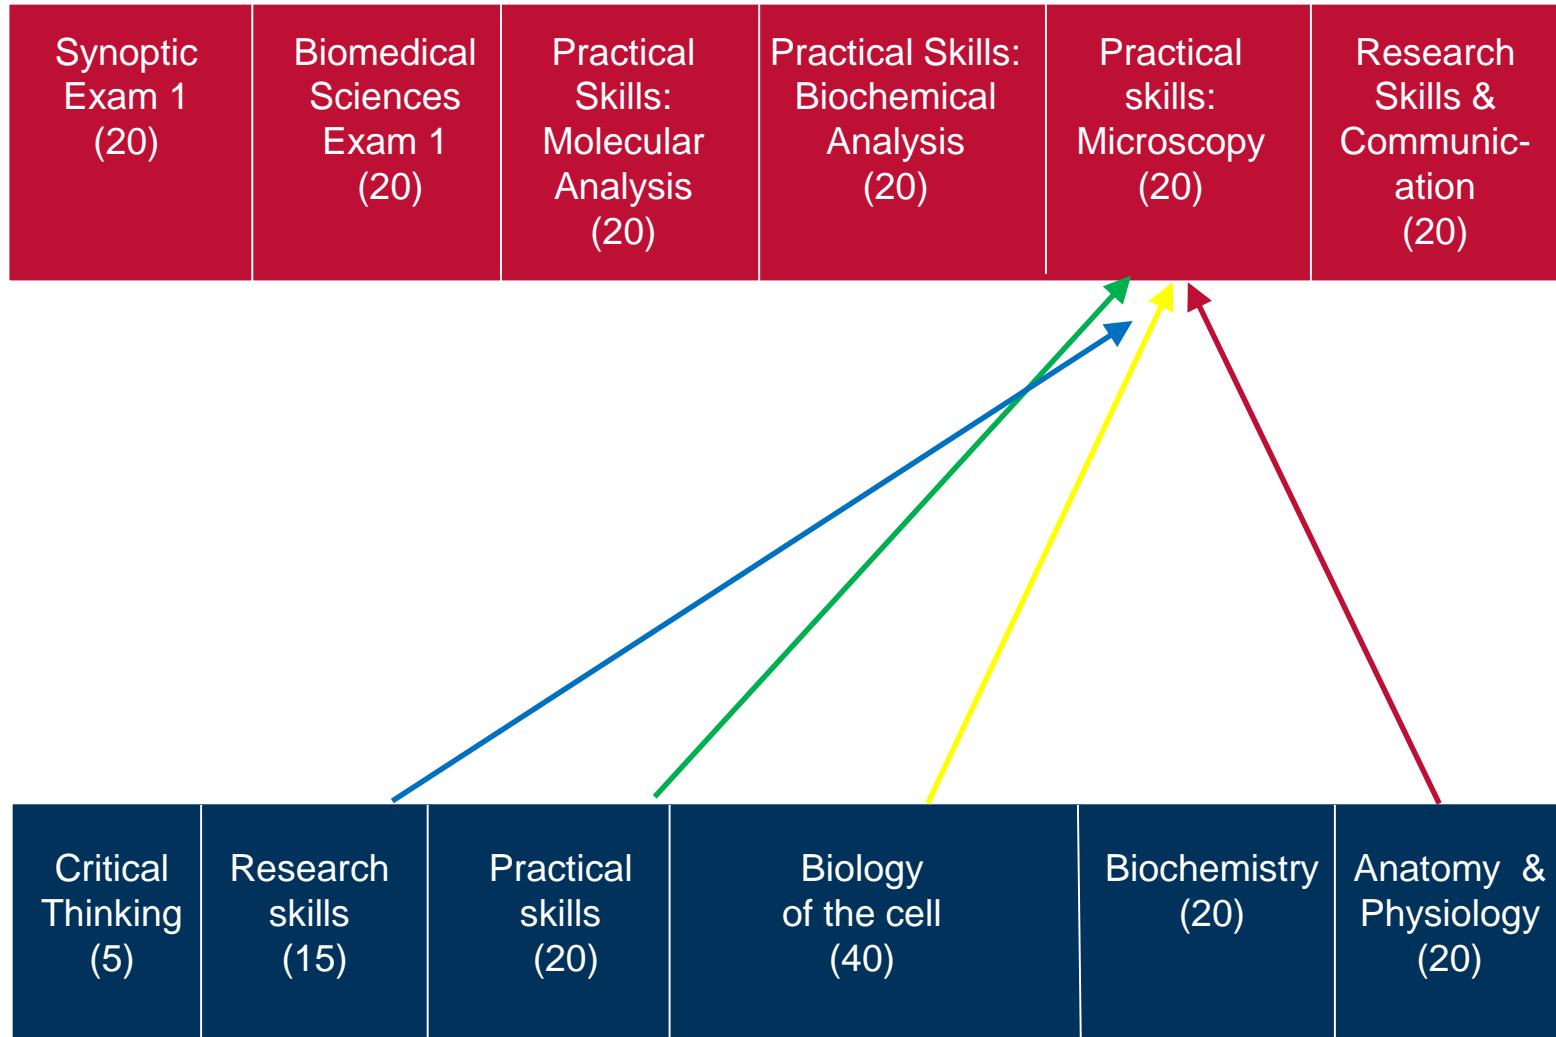 Synoptic
Exam 1
(20)
Biomedical
Sciences
Exam 1
(20)
Practical
Skills:
Molecular
Analysis
(20)
Practical Skills:
Biochemical
Analysis
(20)
Practical
skills:
Microscopy
(20)
Research
Skills &
Communic-
ation
(20)
Critical
Thinking
(5)
Research
skills
(15)
Practical
skills
(20)
Biology
of the cell
(40)
Biochemistry
(20)
Anatomy &
Physiology
(20)